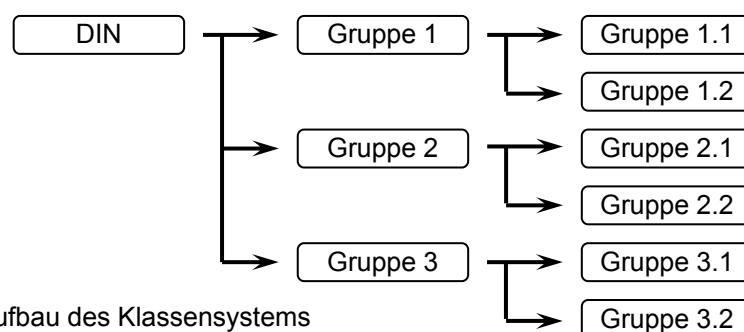 DIN
Gruppe 1
Gruppe 1.1
Gruppe 1.2
Gruppe 2
Gruppe 2.1
Gruppe 2.2
Gruppe 3
Gruppe 3.1
ufbau des Klassensystems
Gruppe 3.2